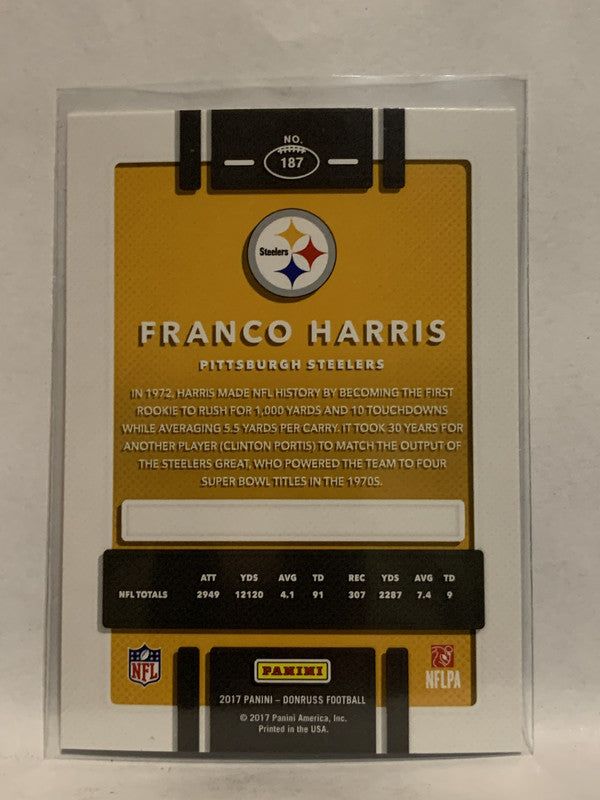 NO.
187
Steelers
FRANCO HARRIS
PITTSBURGH STEELERS
IN 1972, HARRIS MADE NFL HISTORY BY BECOMING THE FIRST
ROOKIE TO RUSH FOR 1,000 YARDS AND 10 TOUCHDOWNS
WHILE AVERAGING 5.5 YARDS PER CARRY. IT TOOK 30 YEARS FOR
ANOTHER PLAYER (CLINTON PORTIS) TO MATCH THE OUTPUT OF
THE STEELERS GREAT, WHO POWERED THE TEAM TO FOUR
SUPER BOWL TITLES IN THE 1970S.
ATT YDS AVG TD REC YDS AVG TD
NFL TOTALS 2949 12120 4.1 91 307 2287 7.4 9
NFL
PANINI
NFLPA
2017 PANINI – DONRUSS FOOTBALL
© 2017 Panini America, Inc.
Printed in the USA.